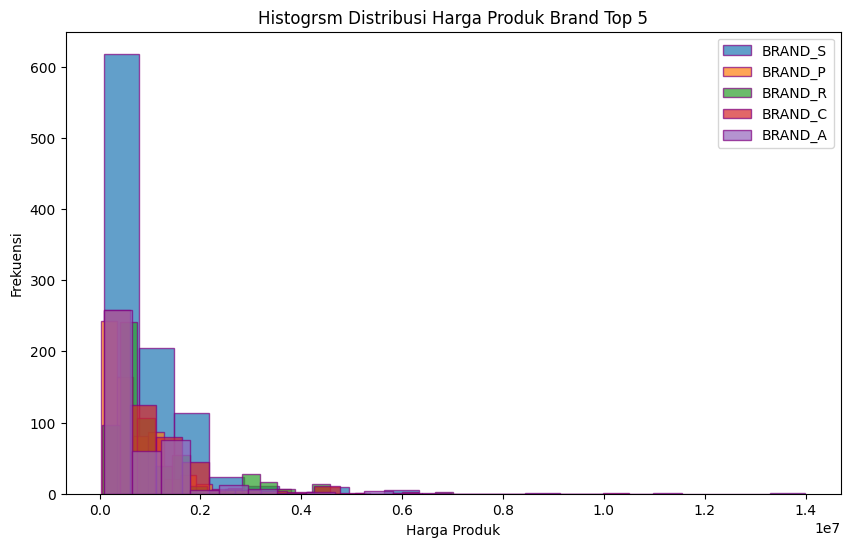 Histogrsm Distribusi Harga Produk Brand Top 5
BRAND_S
BRAND_P
BRAND_R
BRAND_C
BRAND_A
Frekuensi
600
500
400
300
200
100
0
0.0 0.2 0.4 0.6 0.8 1.0 1.2 1.4
1e7
Harga Produk